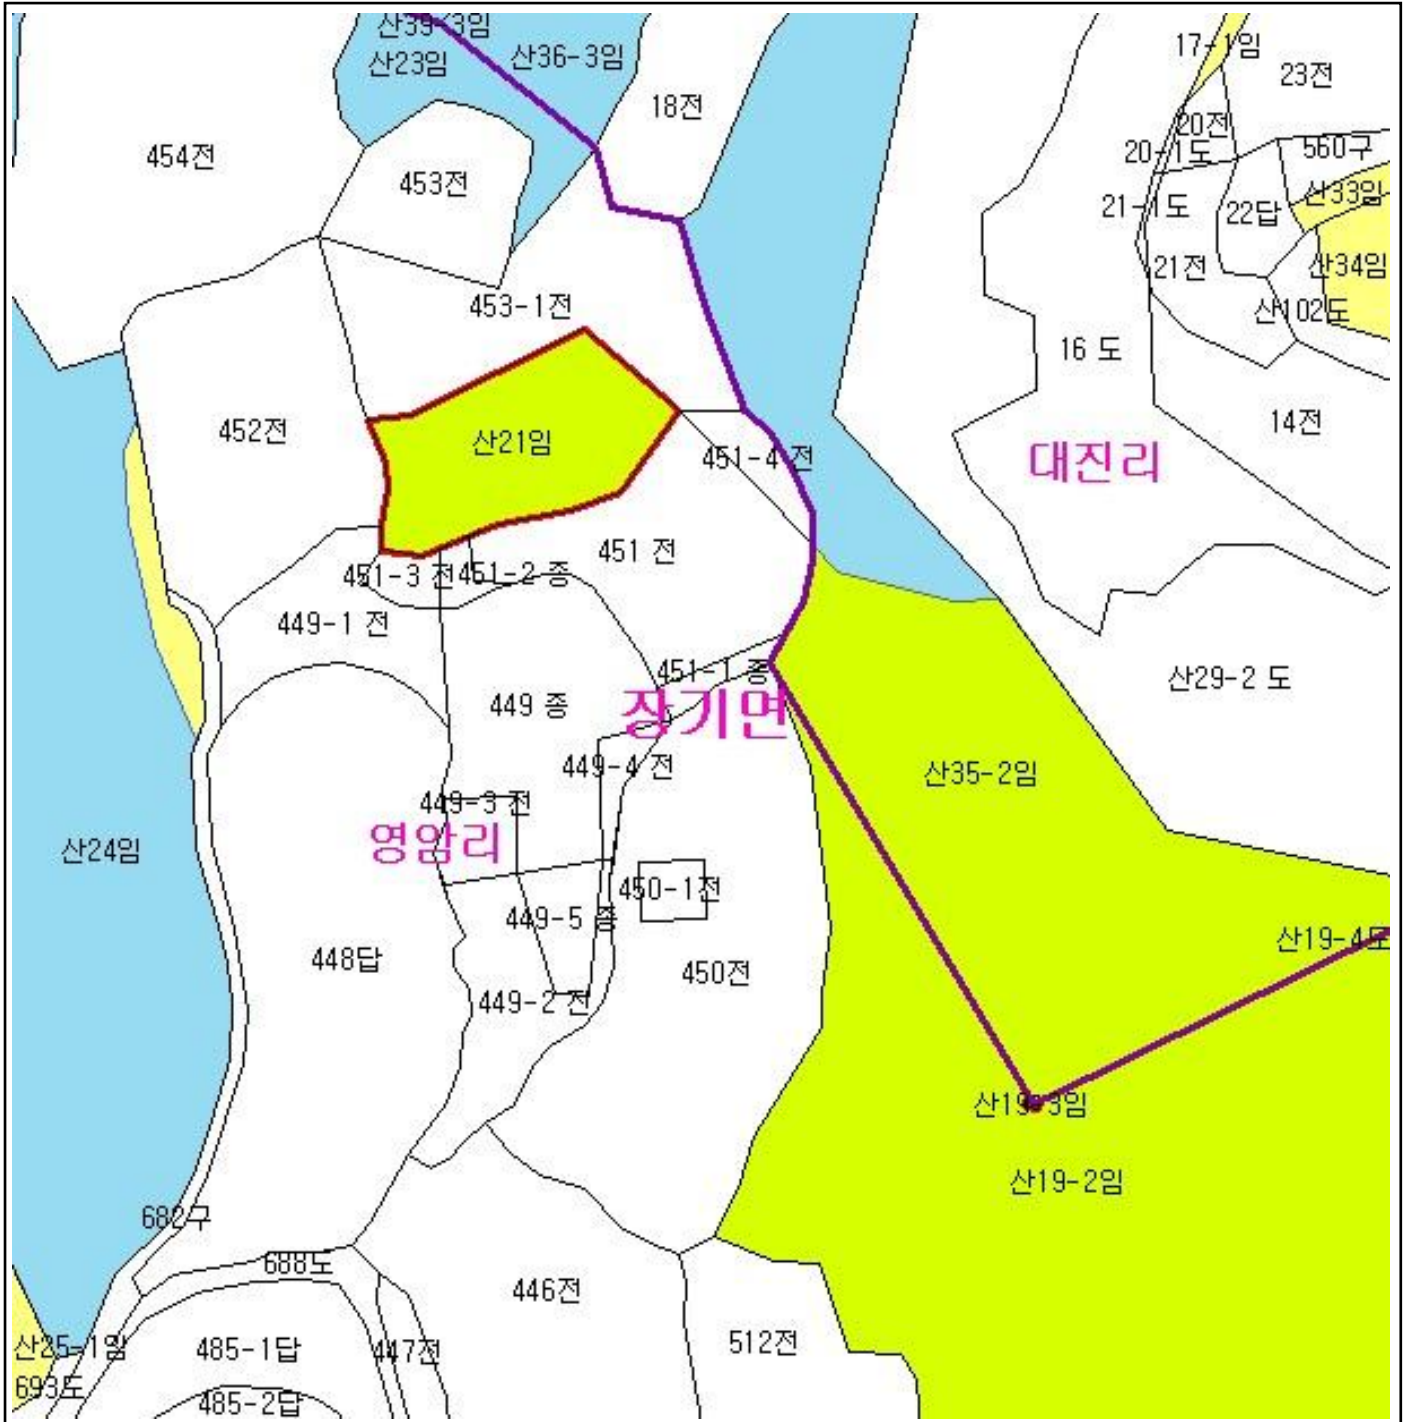 산39-3임
산23임
산36-3임
17-1임
23전
18전
20전
454전
20-1도
560구
453전
산33임
21-1도
22답
21전
산34임
453-1전
산102도
16 도
452전
산21임
451-4 전
14전
대진리
451 전
451-3 전
451-2 종
449-1 전
451-1 종
산29-2 도
449 종
장기면
449-4 전
산35-2임
449-3 전
영암리
산24임
450-1전
449-5 종
448답
450전
산19-4도
449-2 전
산19-3임
산19-2임
682구
688도
446전
산25-1임
485-1답
447전
512전
693도
485-2답